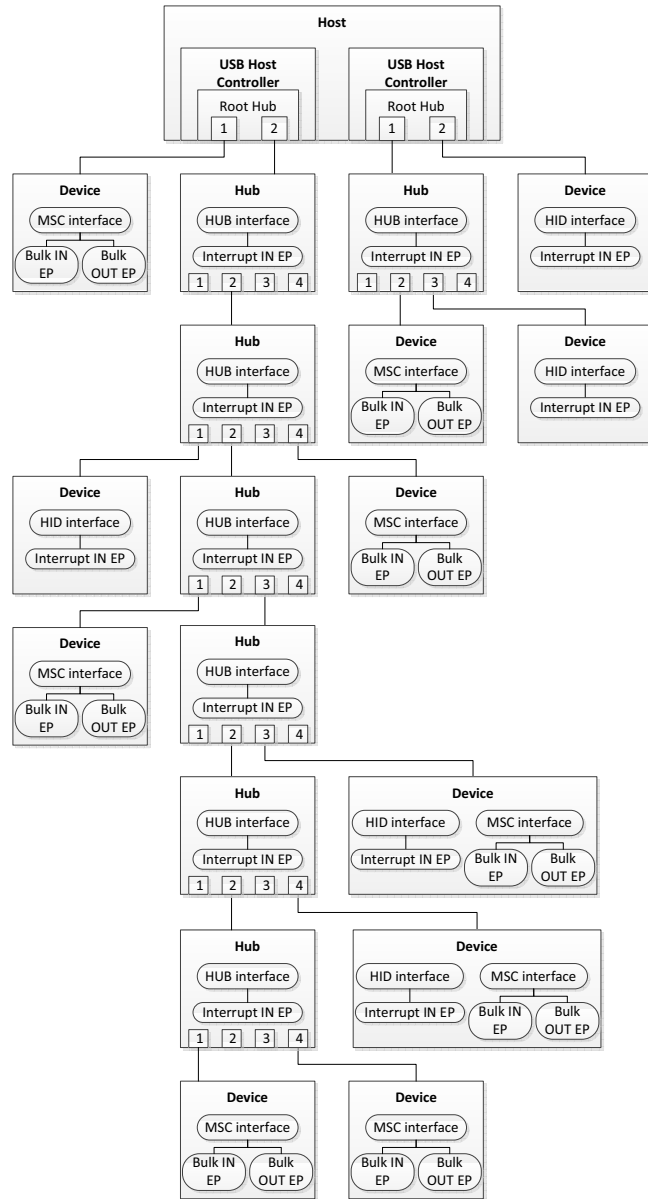 Host
USB Host
Controller
USB Host
Controller
Root Hub
Root Hub
1
2
1
2
Device
Hub
Hub
Device
MSC interface
HUB interface
HUB interface
HID interface
Bulk IN
EP
Bulk
OUT EP
Interrupt IN EP
Interrupt IN EP
Interrupt IN EP
1
2
3
4
1
2
3
4
Hub
Device
Device
HUB interface
MSC interface
HID interface
Interrupt IN EP
Bulk IN
EP
Bulk
OUT EP
Interrupt IN EP
1
2
3
4
Device
Hub
Device
HID interface
HUB interface
MSC interface
Interrupt IN EP
Interrupt IN EP
Bulk IN
EP
Bulk
OUT EP
1
2
3
4
Device
Hub
MSC interface
HUB interface
Bulk IN
EP
Bulk
OUT EP
Interrupt IN EP
1
2
3
4
Hub
Device
HUB interface
HID interface
MSC interface
Interrupt IN EP
Interrupt IN EP
Bulk IN
EP
Bulk
OUT EP
1
2
3
4
Hub
Device
HUB interface
HID interface
MSC interface
Interrupt IN EP
Interrupt IN EP
Bulk IN
EP
Bulk
OUT EP
1
2
3
4
Device
Device
MSC interface
MSC interface
Bulk IN
EP
Bulk
OUT EP
Bulk IN
EP
Bulk
OUT EP